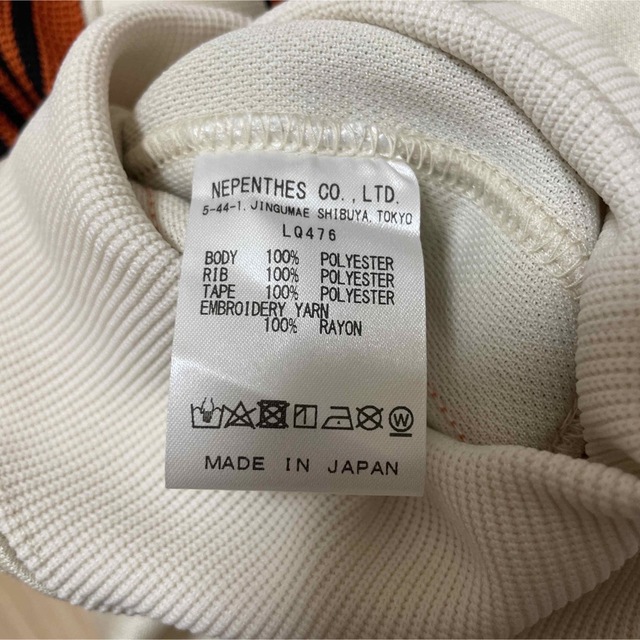 NEPENTHES CO.,LTD.
5-44-1, JINGUMAE SHIBUYA, TOKYO
LQ476
BODY 100% POLYESTER
RIB 100% POLYESTER
TAPE 100% POLYESTER
EMBROIDERY YARN
100% RAYON
W
MADE IN JAPAN